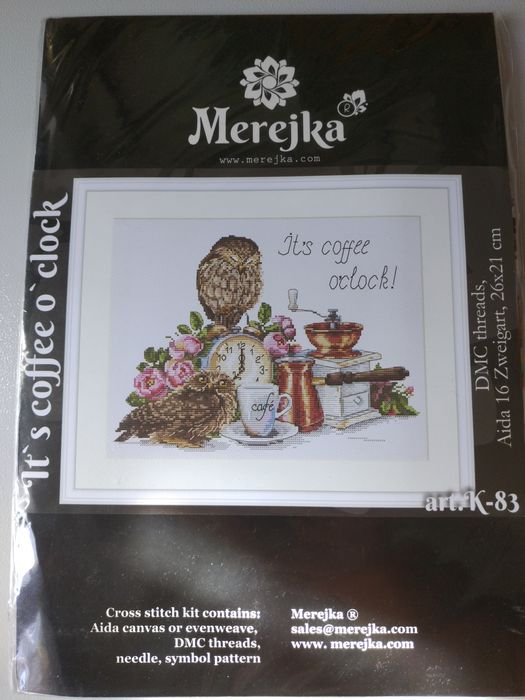 Merejka ®
www.merejka.com
It`s coffee o`clock
It's coffee
o'clock!
12
café
DMC threads,
Aida 16 Zweigart, 26x21 cm
art.K-83
Cross stitch kit contains:
Aida canvas or evenweave,
DMC threads,
needle, symbol pattern
Merejka ®
sales@merejka.com
www. merejka.com